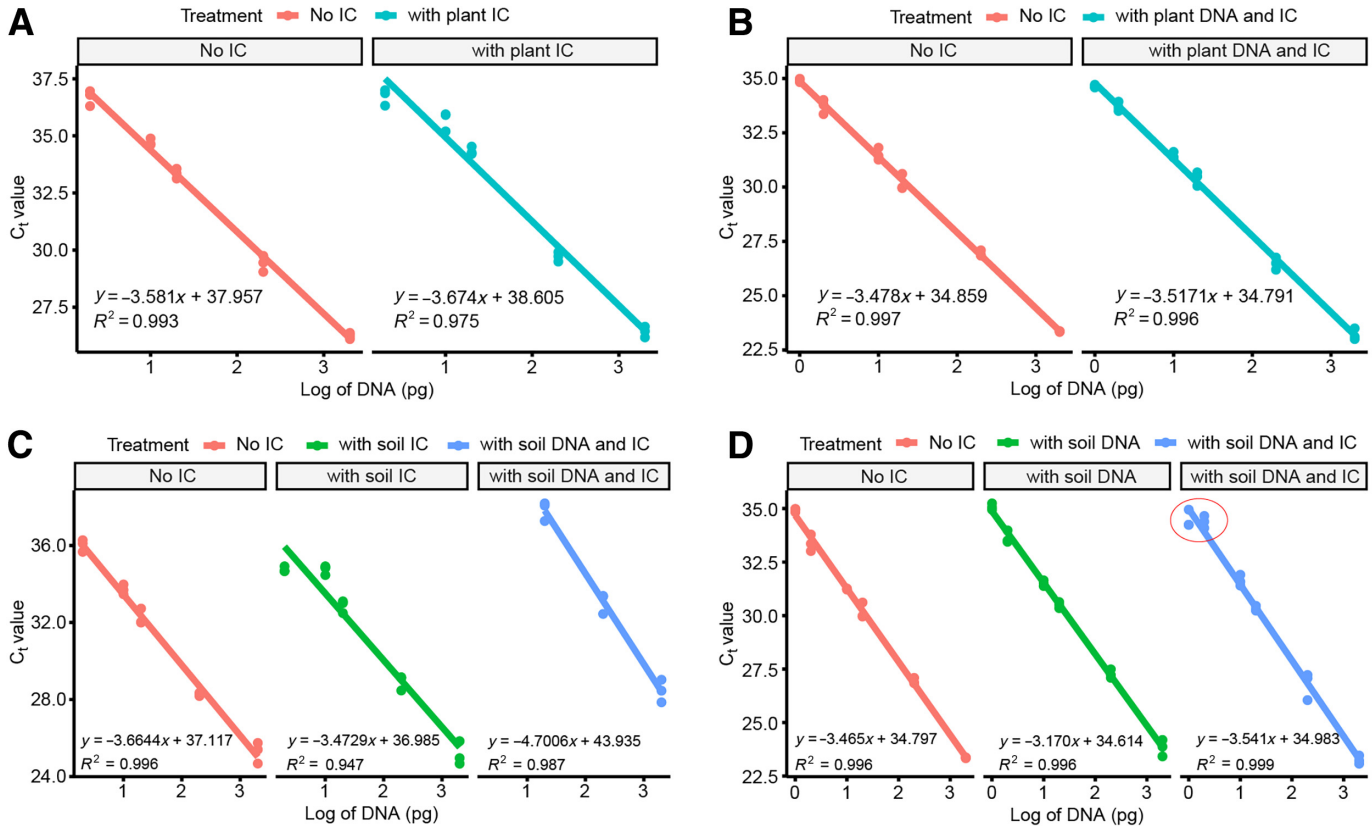 A
Treatment No IC with plant IC
No IC with plant IC
37.5
35.0
32.5
30.0
27.5
Ct value
y = −3.581x + 37.957
R² = 0.993
y = −3.674x + 38.605
R² = 0.975
1 2 3 1 2 3
Log of DNA (pg)
B
Treatment No IC with plant DNA and IC
No IC with plant DNA and IC
35.0
32.5
30.0
27.5
25.0
22.5
Ct value
y = −3.478x + 34.859
R² = 0.997
y = −3.5171x + 34.791
R² = 0.996
0 1 2 3 0 1 2 3
Log of DNA (pg)
C
Treatment No IC with soil IC with soil DNA and IC
No IC with soil IC with soil DNA and IC
36.0
32.0
28.0
24.0
Ct value
y = −3.6644x + 37.117
R² = 0.996
y = −3.4729x + 36.985
R² = 0.947
y = −4.7006x + 43.935
R² = 0.987
1 2 3 1 2 3 1 2 3
Log of DNA (pg)
D
Treatment No IC with soil DNA with soil DNA and IC
No IC with soil DNA with soil DNA and IC
35.0
32.5
30.0
27.5
25.0
22.5
Ct value
y = −3.465x + 34.797
R² = 0.996
y = −3.170x + 34.614
R² = 0.996
y = −3.541x + 34.983
R² = 0.999
0 1 2 3 0 1 2 3 0 1 2 3
Log of DNA (pg)